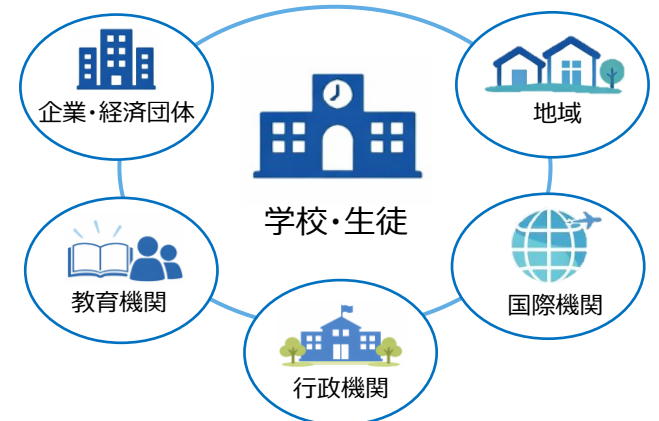 企業・経済団体
地域
学校・生徒
教育機関
国際機関
行政機関